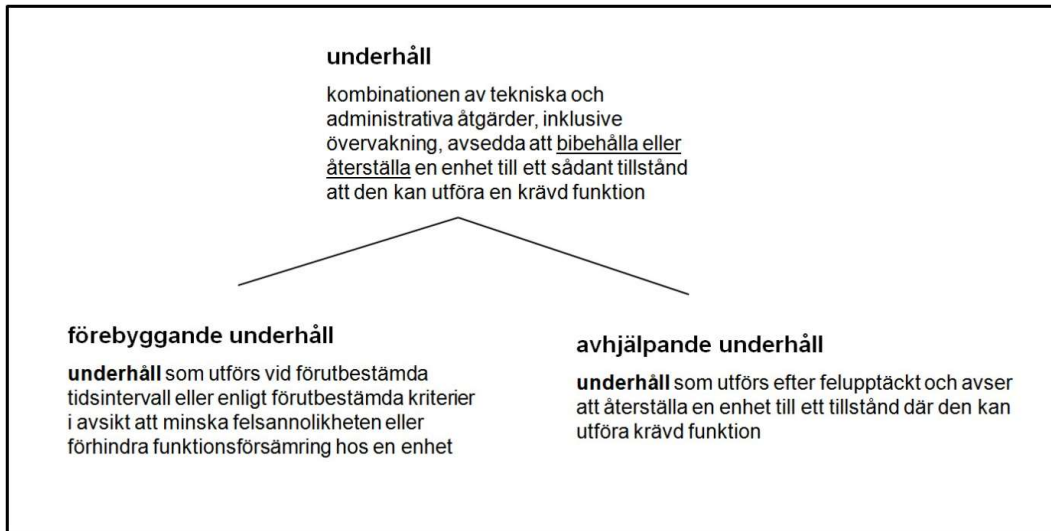 underhåll
kombinationen av tekniska och
administrativa åtgärder, inklusive
övervakning, avsedda att bibehålla eller
återställa en enhet till ett sådant tillstånd
att den kan utföra en krävd funktion
förebyggande underhåll
underhåll som utförs vid förutbestämda
tidsintervall eller enligt förutbestämda kriterier
i avsikt att minska felsannolikheten eller
förhindra funktionsförsämring hos en enhet
avhjälpande underhåll
underhåll som utförs efter felupptäckt och avser
att återställa en enhet till ett tillstånd där den kan
utföra krävd funktion